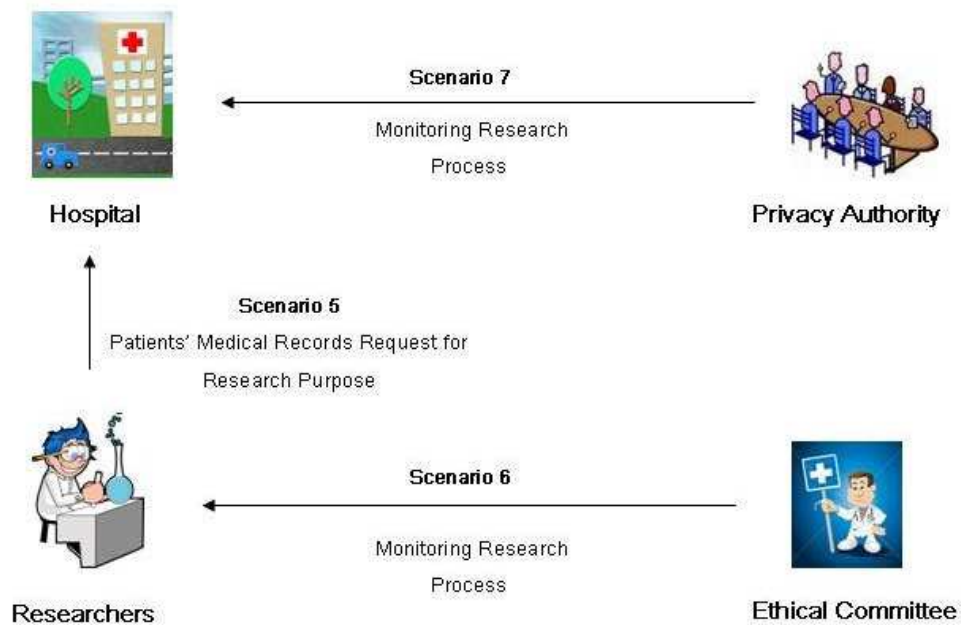 Scenario 7
Monitoring Research
Process
Hospital
Privacy Authority
Scenario 5
Patients' Medical Records Request for
Research Purpose
Scenario 6
Monitoring Research
Process
Researchers
Ethical Committee